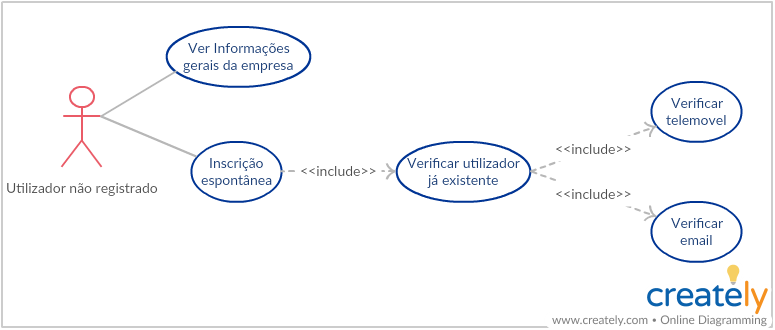 Ver Informações
gerais da empresa
Utilizador não registrado
Inscrição
espontânea
<<include>>
Verificar utilizador
já existente
<<include>>
<<include>>
Verificar
telemovel
Verificar
email
creately
www.creately.com • Online Diagramming